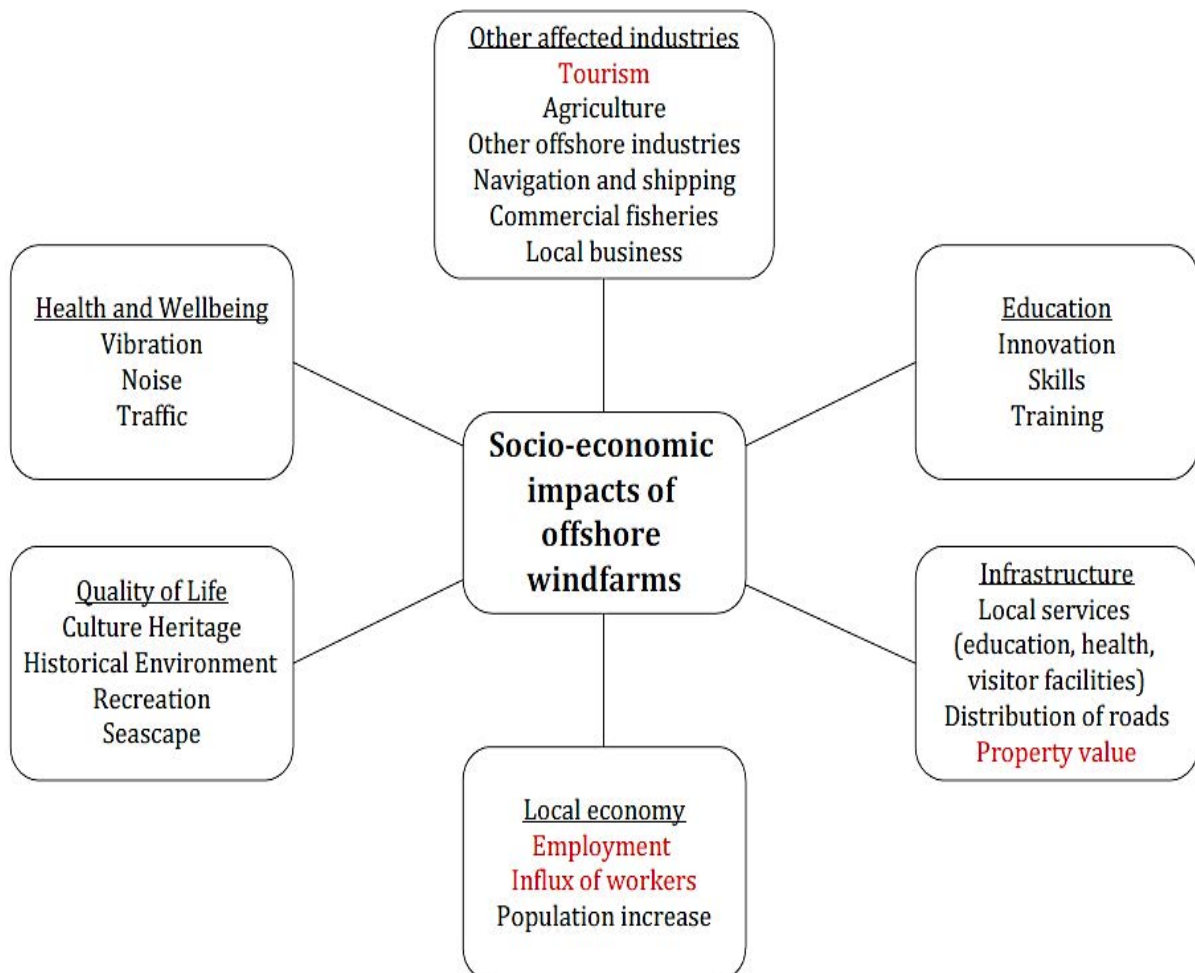 Other affected industries
Tourism
Agriculture
Other offshore industries
Navigation and shipping
Commercial fisheries
Local business
Health and Wellbeing
Vibration
Noise
Traffic
Education
Innovation
Skills
Training
Socio-economic
impacts of
offshore
windfarms
Quality of Life
Culture Heritage
Historical Environment
Recreation
Seascape
Infrastructure
Local services
(education, health,
visitor facilities)
Distribution of roads
Property value
Local economy
Employment
Influx of workers
Population increase